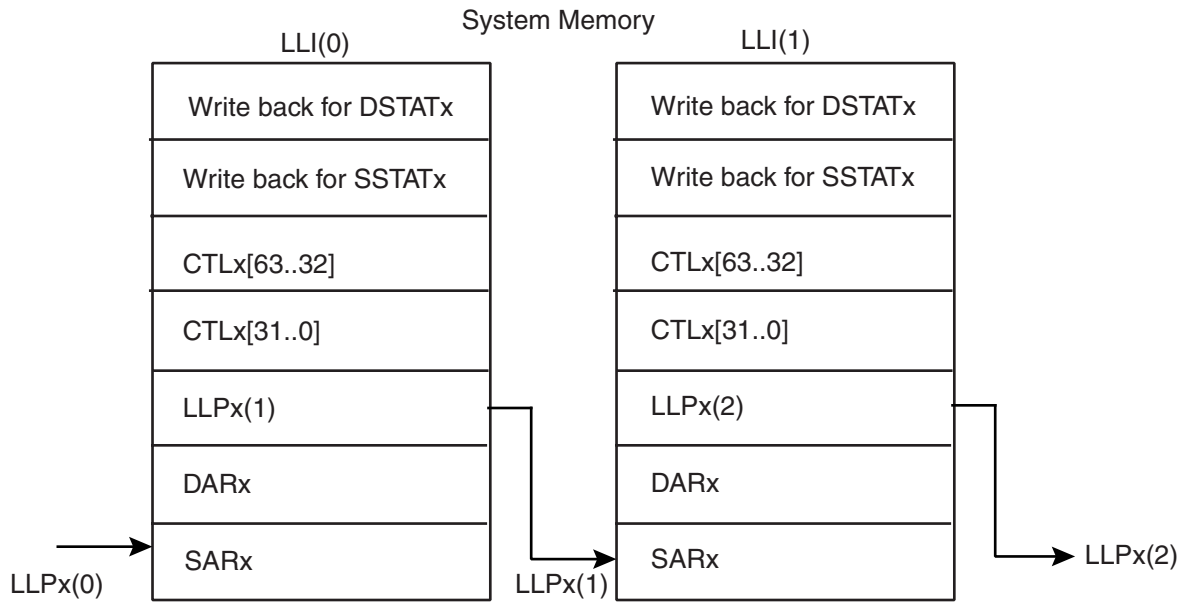 System Memory
LLI(0)
LLI(1)
Write back for DSTATx
Write back for DSTATx
Write back for SSTATx
Write back for SSTATx
CTLx[63..32]
CTLx[63..32]
CTLx[31..0]
CTLx[31..0]
LLPx(1)
LLPx(2)
DARx
DARx
SARx
SARx
LLPx(0)
LLPx(1)
LLPx(2)